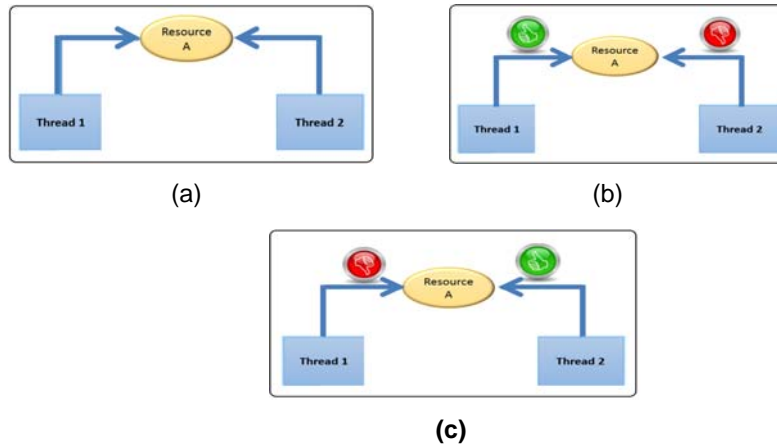 Resource
A
Thread 1
Thread 2
(a)
Resource
A
Thread 1
Thread 2
(b)
Resource
A
Thread 1
Thread 2
(c)